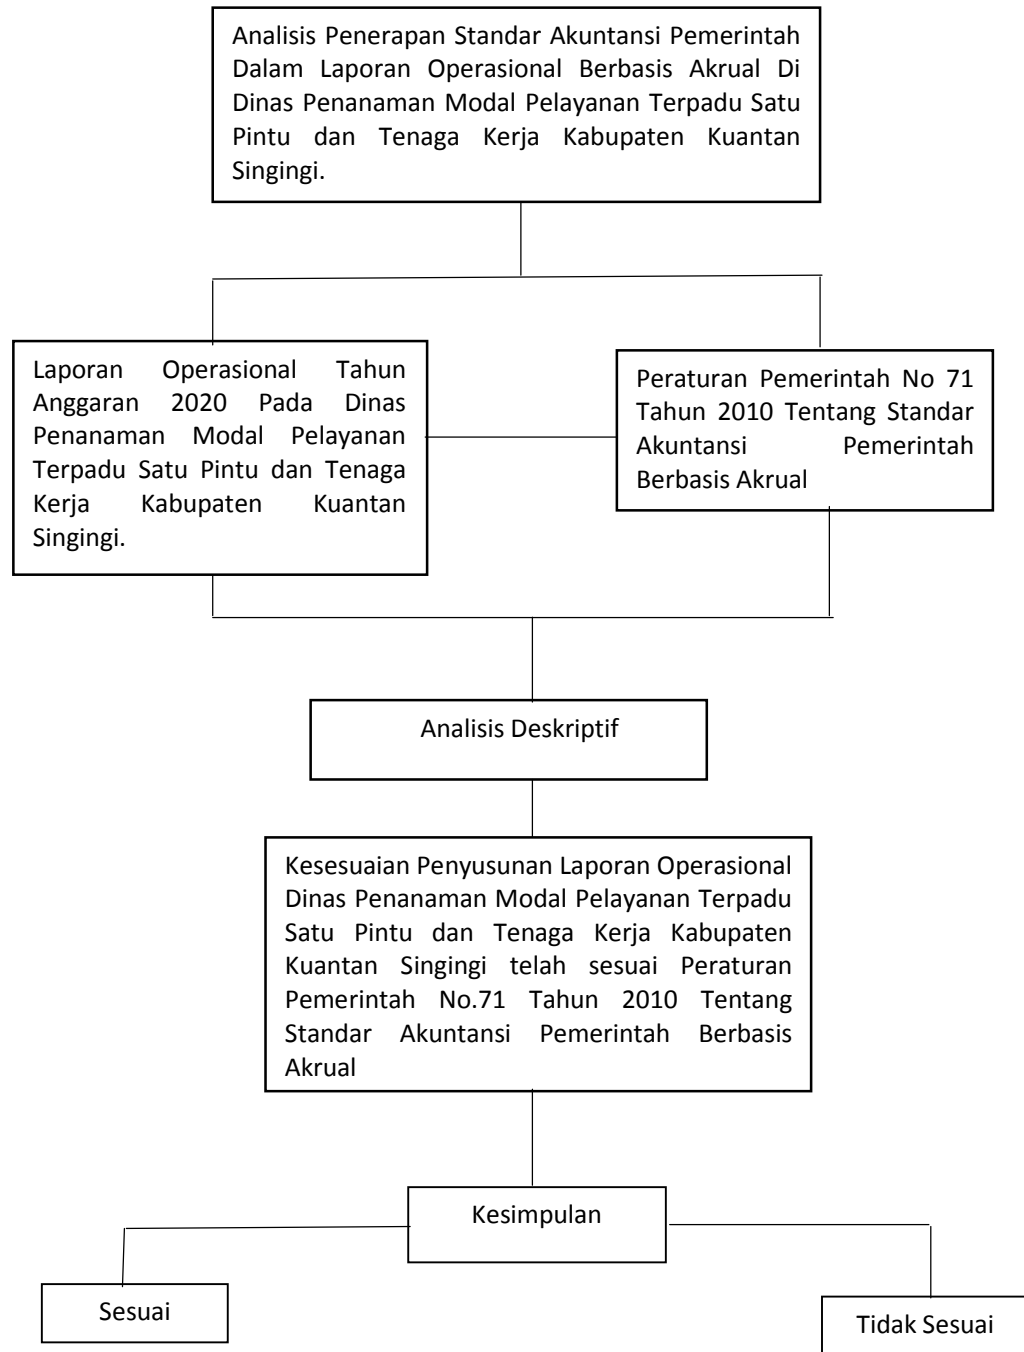 Analisis Penerapan Standar Akuntansi Pemerintah
Dalam Laporan Operasional Berbasis Akrual Di
Dinas Penanaman Modal Pelayanan Terpadu Satu
Pintu dan Tenaga Kerja Kabupaten Kuantan
Singingi.
Laporan Operasional Tahun
Anggaran 2020 Pada Dinas
Penanaman Modal Pelayanan
Terpadu Satu Pintu dan Tenaga
Kerja Kabupaten Kuantan
Singingi.
Peraturan Pemerintah No 71
Tahun 2010 Tentang Standar
Akuntansi Pemerintah
Berbasis Akrual
Analisis Deskriptif
Kesesuaian Penyusunan Laporan Operasional
Dinas Penanaman Modal Pelayanan Terpadu
Satu Pintu dan Tenaga Kerja Kabupaten
Kuantan Singingi telah sesuai Peraturan
Pemerintah No.71 Tahun 2010 Tentang
Standar Akuntansi Pemerintah Berbasis
Akrual
Kesimpulan
Sesuai
Tidak Sesuai